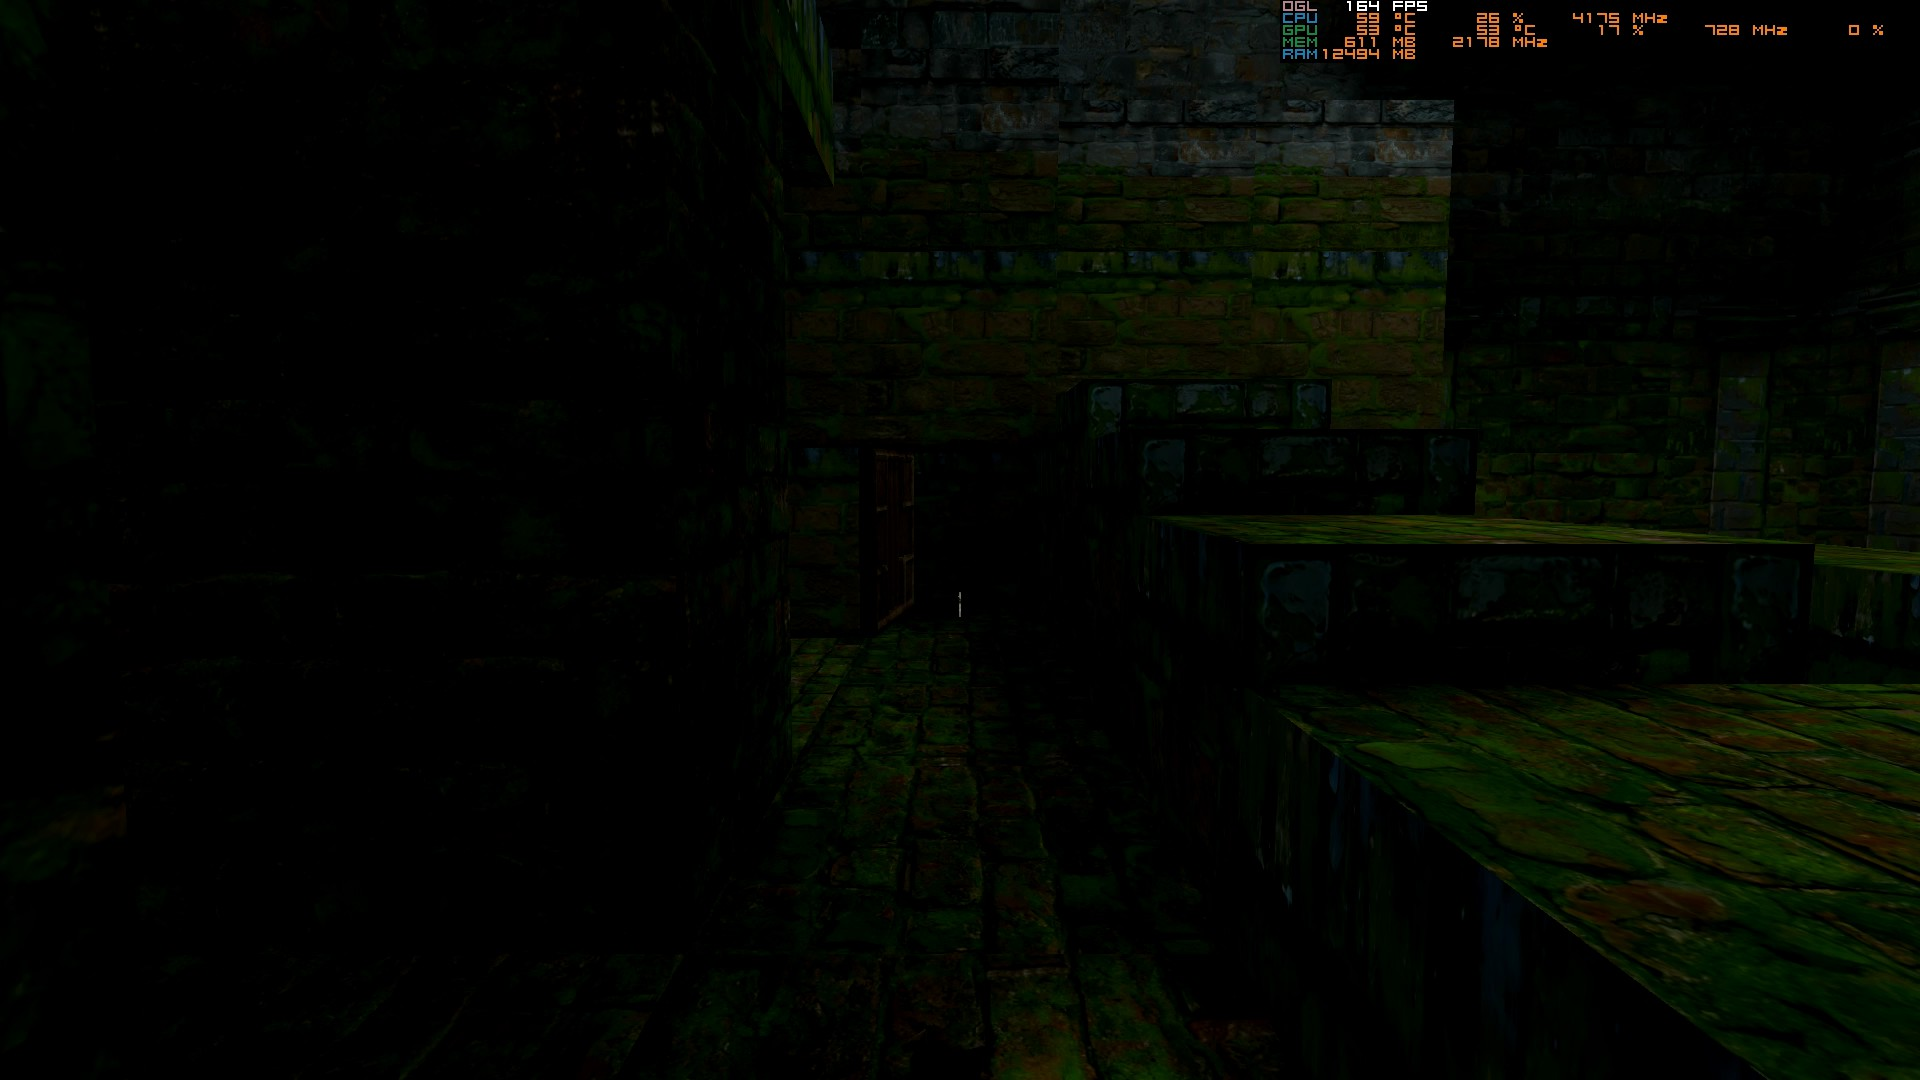 OGL 164 FPS
CPU 59 °C 26 % 4175 MHz
GPU 53 °C 53 °C 17 % 728 MHz 0 %
MEM 611 MB 2178 MHz
RAM 12494 MB